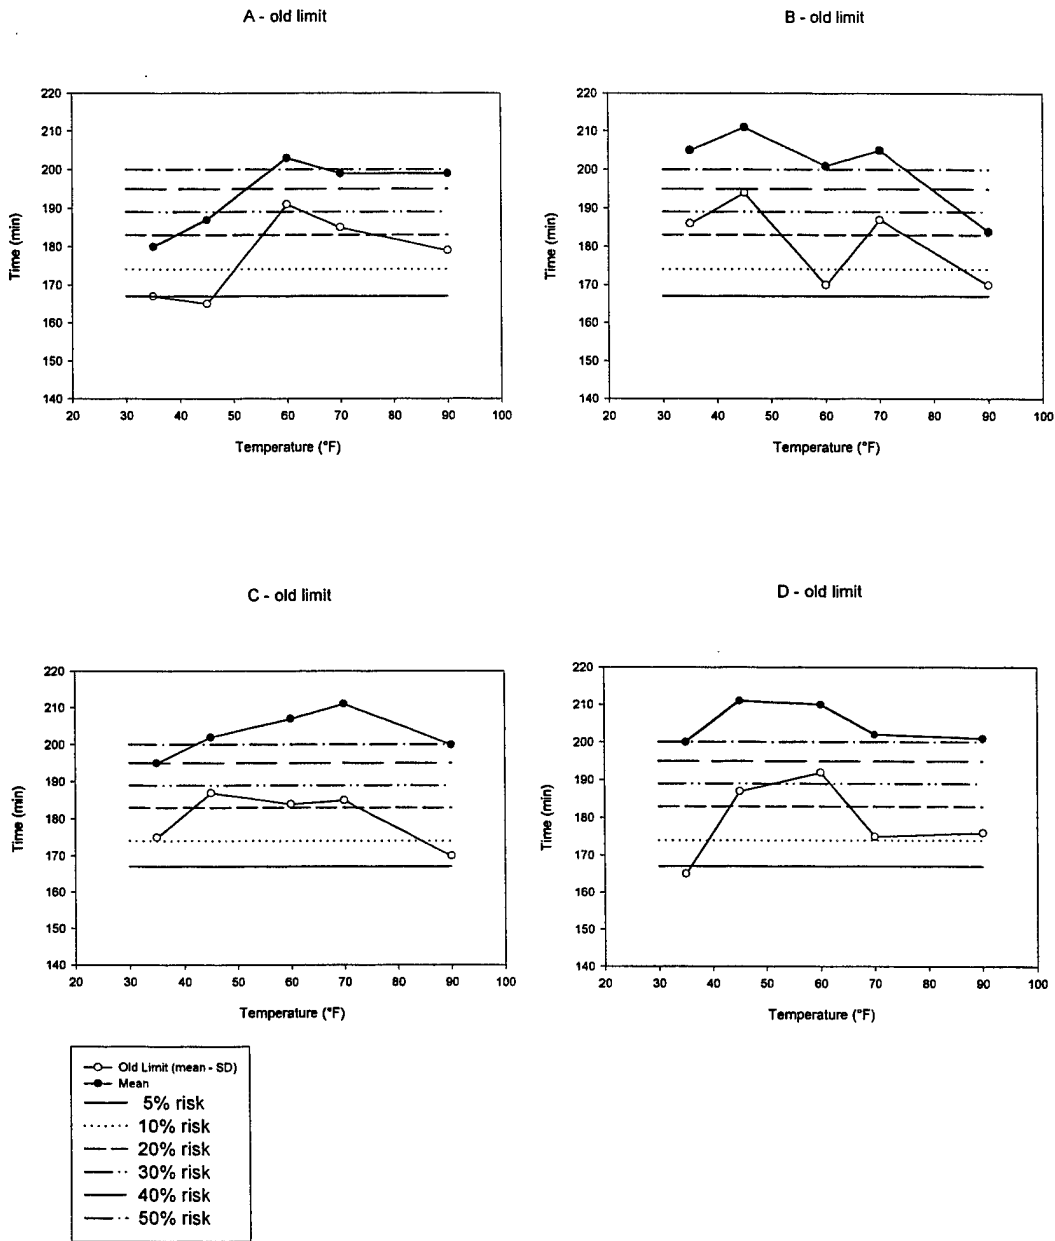 A - old limit
220
210
200
190
180
170
160
150
140
Time (min)
20 30 40 50 60 70 80 90 100
Temperature (°F)
B - old limit
220
210
200
190
180
170
160
150
140
Time (min)
20 30 40 50 60 70 80 90 100
Temperature (°F)
C - old limit
220
210
200
190
180
170
160
150
140
Time (min)
20 30 40 50 60 70 80 90 100
Temperature (°F)
D - old limit
220
210
200
190
180
170
160
150
140
Time (min)
20 30 40 50 60 70 80 90 100
Temperature (°F)
Old Limit (mean - SD)
Mean
5% risk
10% risk
20% risk
30% risk
40% risk
50% risk